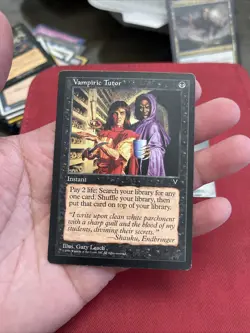 Vampiric Tutor
Instant
Pay 2 life: Search your library for any
one card. Shuffle your library, then
put that card on top of your library.
"I write upon clean white parchment
with a sharp quill and the blood of my
students, divining their secrets."
—Shauku, Endbringer
Illus. Gary Leach